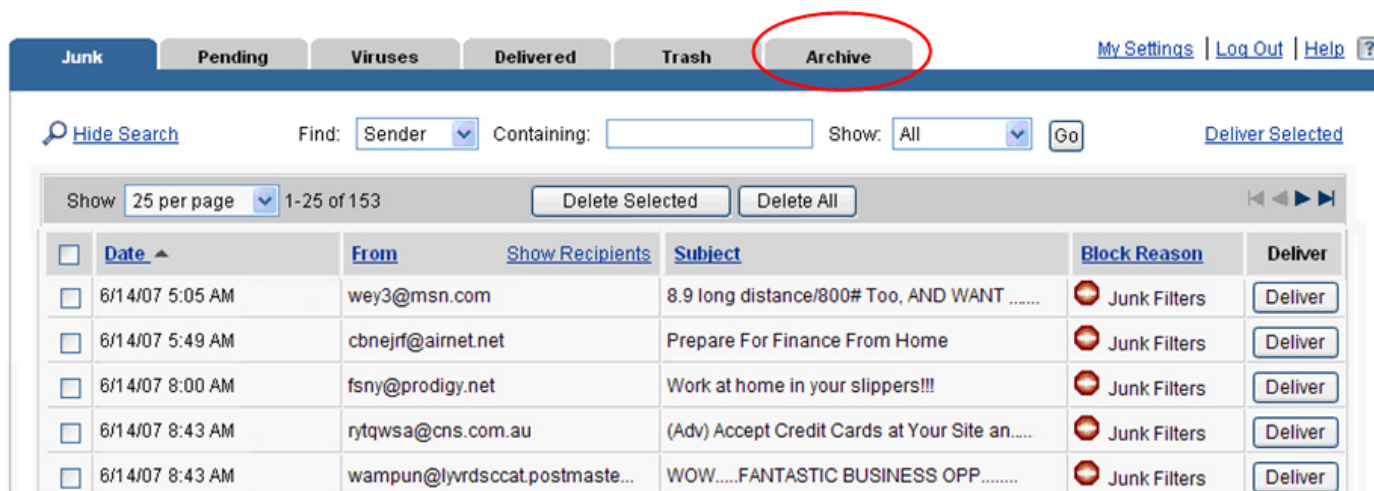 Junk Pending Viruses Delivered Trash Archive My Settings | Log Out | Help ?
Hide Search Find: Sender Containing: Show: All Go Deliver Selected
Show 25 per page 1-25 of 153 Delete Selected Delete All
Date From Show Recipients Subject Block Reason Deliver
6/14/07 5:05 AM wey3@msn.com 8.9 long distance/800# Too, AND WANT ....... Junk Filters Deliver
6/14/07 5:49 AM cbnejrf@airnet.net Prepare For Finance From Home Junk Filters Deliver
6/14/07 8:00 AM fsny@prodigy.net Work at home in your slippers!!! Junk Filters Deliver
6/14/07 8:43 AM rytqwsa@cns.com.au (Adv) Accept Credit Cards at Your Site an..... Junk Filters Deliver
6/14/07 8:43 AM wampun@lyvrdsccat.postmaste... WOW.....FANTASTIC BUSINESS OPP........ Junk Filters Deliver